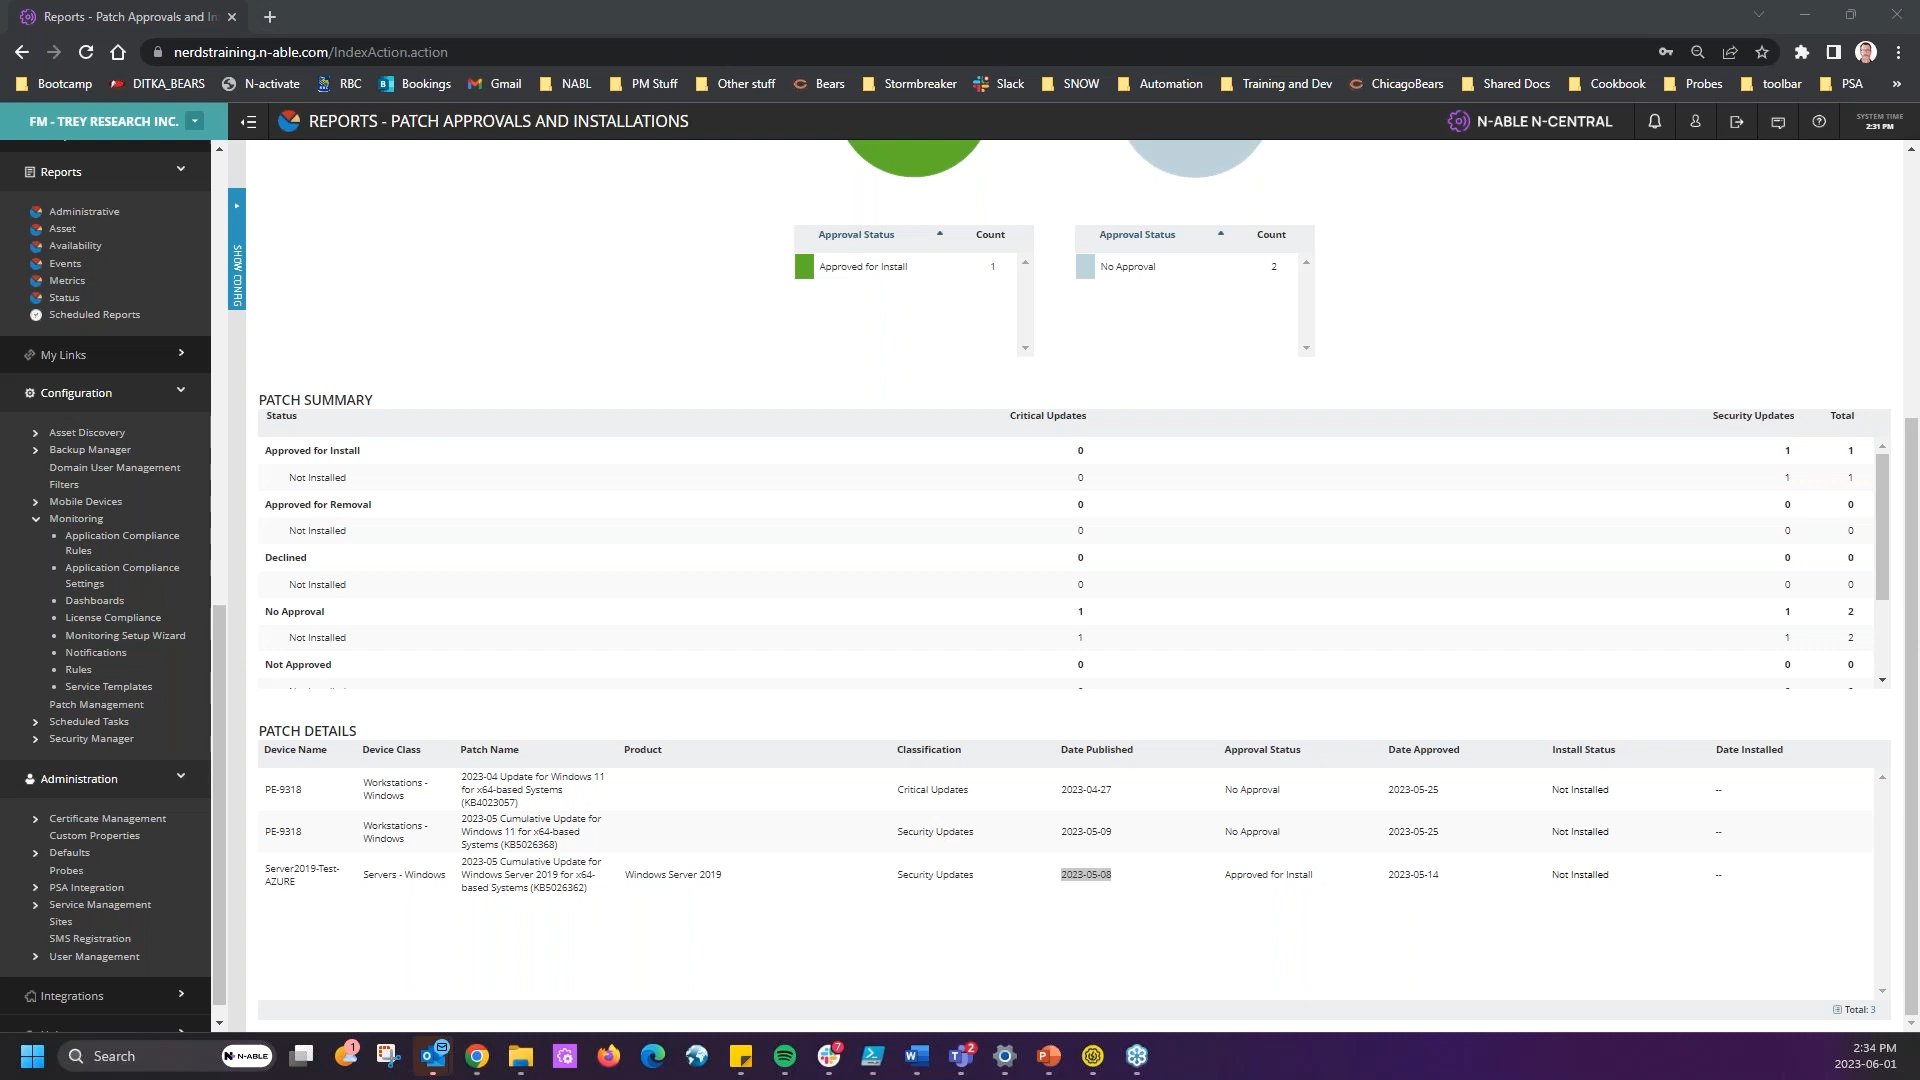 Reports - Patch Approvals and In
nerdstraining.n-able.com/IndexAction.action
Bootcamp DITKA_BEARS N-activate RBC Bookings Gmail NABL PM Stuff Other stuff Bears Stormbreaker Slack SNOW Automation Training and Dev ChicagoBears Shared Docs Cookbook Probes toolbar PSA »
FM - TREY RESEARCH INC.
REPORTS - PATCH APPROVALS AND INSTALLATIONS
N-ABLE N-CENTRAL
SYSTEM TIME
2:31 PM
Reports
Administrative
Asset
Availability
Events
Metrics
Status
Scheduled Reports
My Links
Configuration
Asset Discovery
Backup Manager
Domain User Management
Filters
Mobile Devices
Monitoring
Application Compliance
Rules
Application Compliance
Settings
Dashboards
License Compliance
Monitoring Setup Wizard
Notifications
Rules
Service Templates
Patch Management
Scheduled Tasks
Security Manager
Administration
Certificate Management
Custom Properties
Defaults
Probes
PSA Integration
Service Management
Sites
SMS Registration
User Management
Integrations
SHOW CONFIG
Approval Status Count
Approved for Install 1
Approval Status Count
No Approval 2
PATCH SUMMARY
Status Critical Updates Security Updates Total
Approved for Install 0 1 1
Not Installed 0 1 1
Approved for Removal 0 0 0
Not Installed 0 0 0
Declined 0 0 0
Not Installed 0 0 0
No Approval 1 1 2
Not Installed 1 1 2
Not Approved 0 0 0
PATCH DETAILS
Device Name Device Class Patch Name Product Classification Date Published Approval Status Date Approved Install Status Date Installed
PE-9318 Workstations - Windows 2023-04 Update for Windows 11 for x64-based Systems (KB4023057) Critical Updates 2023-04-27 No Approval 2023-05-25 Not Installed --
PE-9318 Workstations - Windows 2023-05 Cumulative Update for Windows 11 for x64-based Systems (KB5026368) Security Updates 2023-05-09 No Approval 2023-05-25 Not Installed --
Server2019-Test-AZURE Servers - Windows 2023-05 Cumulative Update for Windows Server 2019 for x64-based Systems (KB5026362) Windows Server 2019 Security Updates 2023-05-08 Approved for Install 2023-05-14 Not Installed --
Total: 3
Search
N-ABLE
1
7
2
2:34 PM
2023-06-01